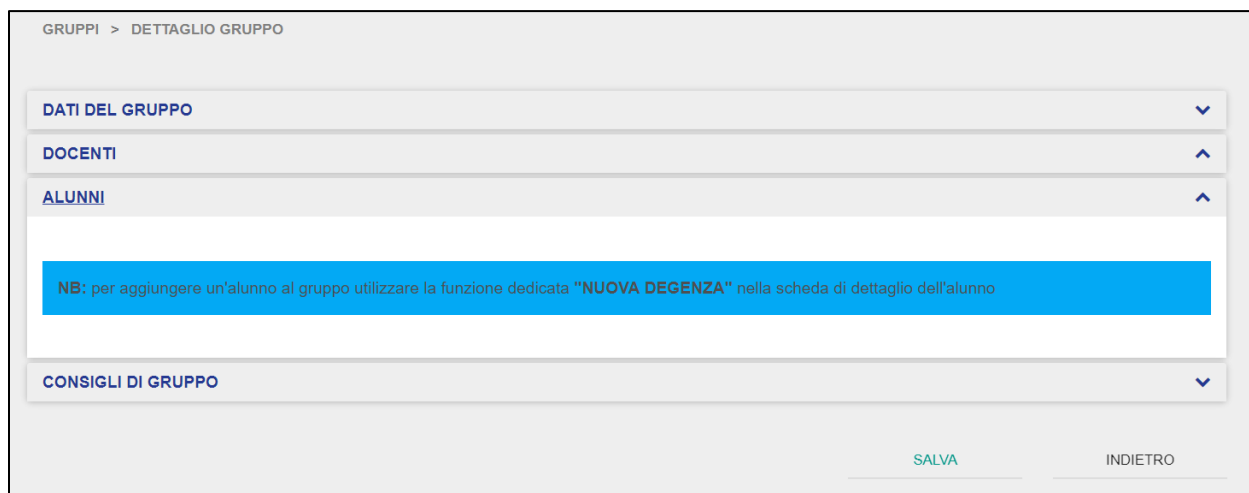 GRUPPI > DETTAGLIO GRUPPO
DATI DEL GRUPPO
DOCENTI
ALUNNI
NB: per aggiungere un'alunno al gruppo utilizzare la funzione dedicata "NUOVA DEGENZA" nella scheda di dettaglio dell'alunno
CONSIGLI DI GRUPPO
SALVA INDIETRO